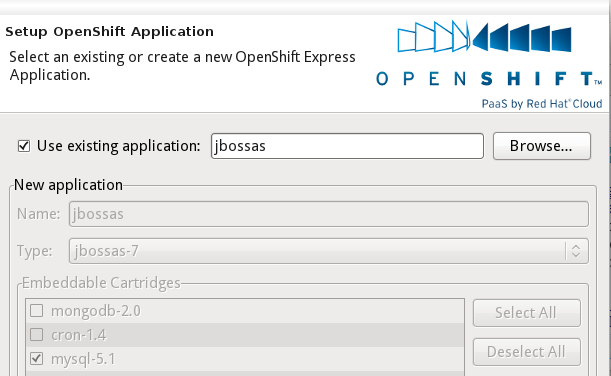 Setup OpenShift Application
Select an existing or create a new OpenShift Express
Application.
OPENSHIFT™
PaaS by Red Hat® Cloud
Use existing application: jbossas Browse...
New application
Name: jbossas
Type: jbossas-7
Embeddable Cartridges
mongodb-2.0 Select All
cron-1.4
mysql-5.1 Deselect All